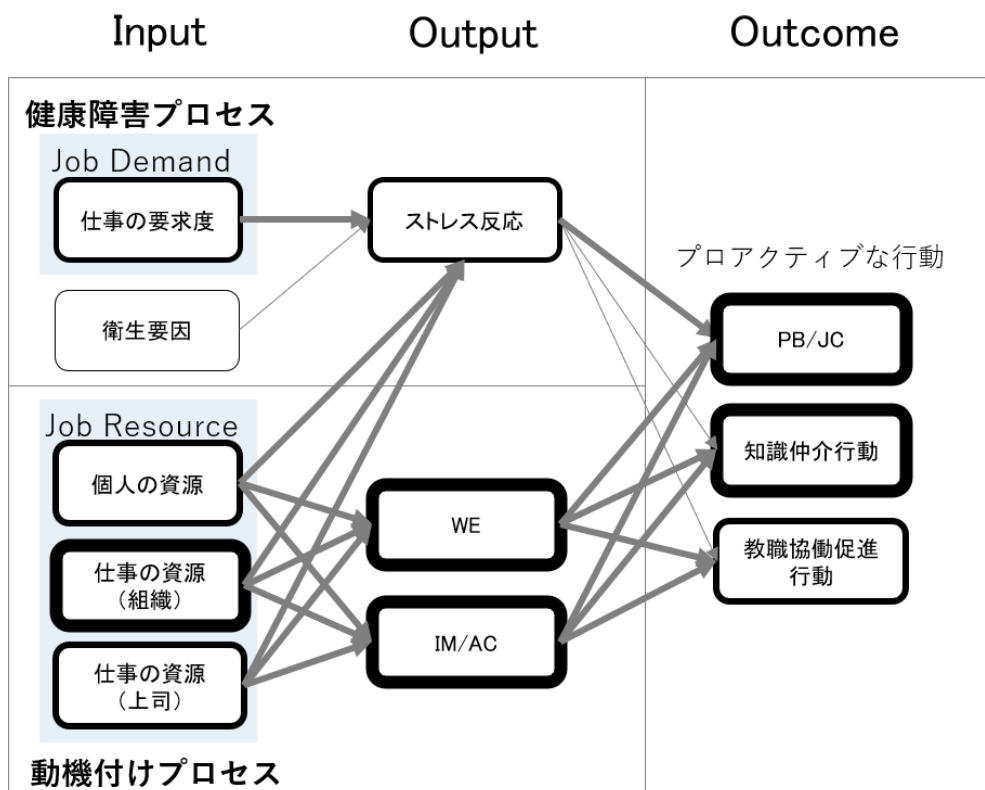 Input
Output
Outcome
健康障害プロセス
Job Demand
仕事の要求度
ストレス反応
プロアクティブな行動
衛生要因
PB/JC
Job Resource
個人の資源
知識仲介行動
WE
仕事の資源
(組織)
教職協働促進
行動
IM/AC
仕事の資源
(上司)
動機付けプロセス